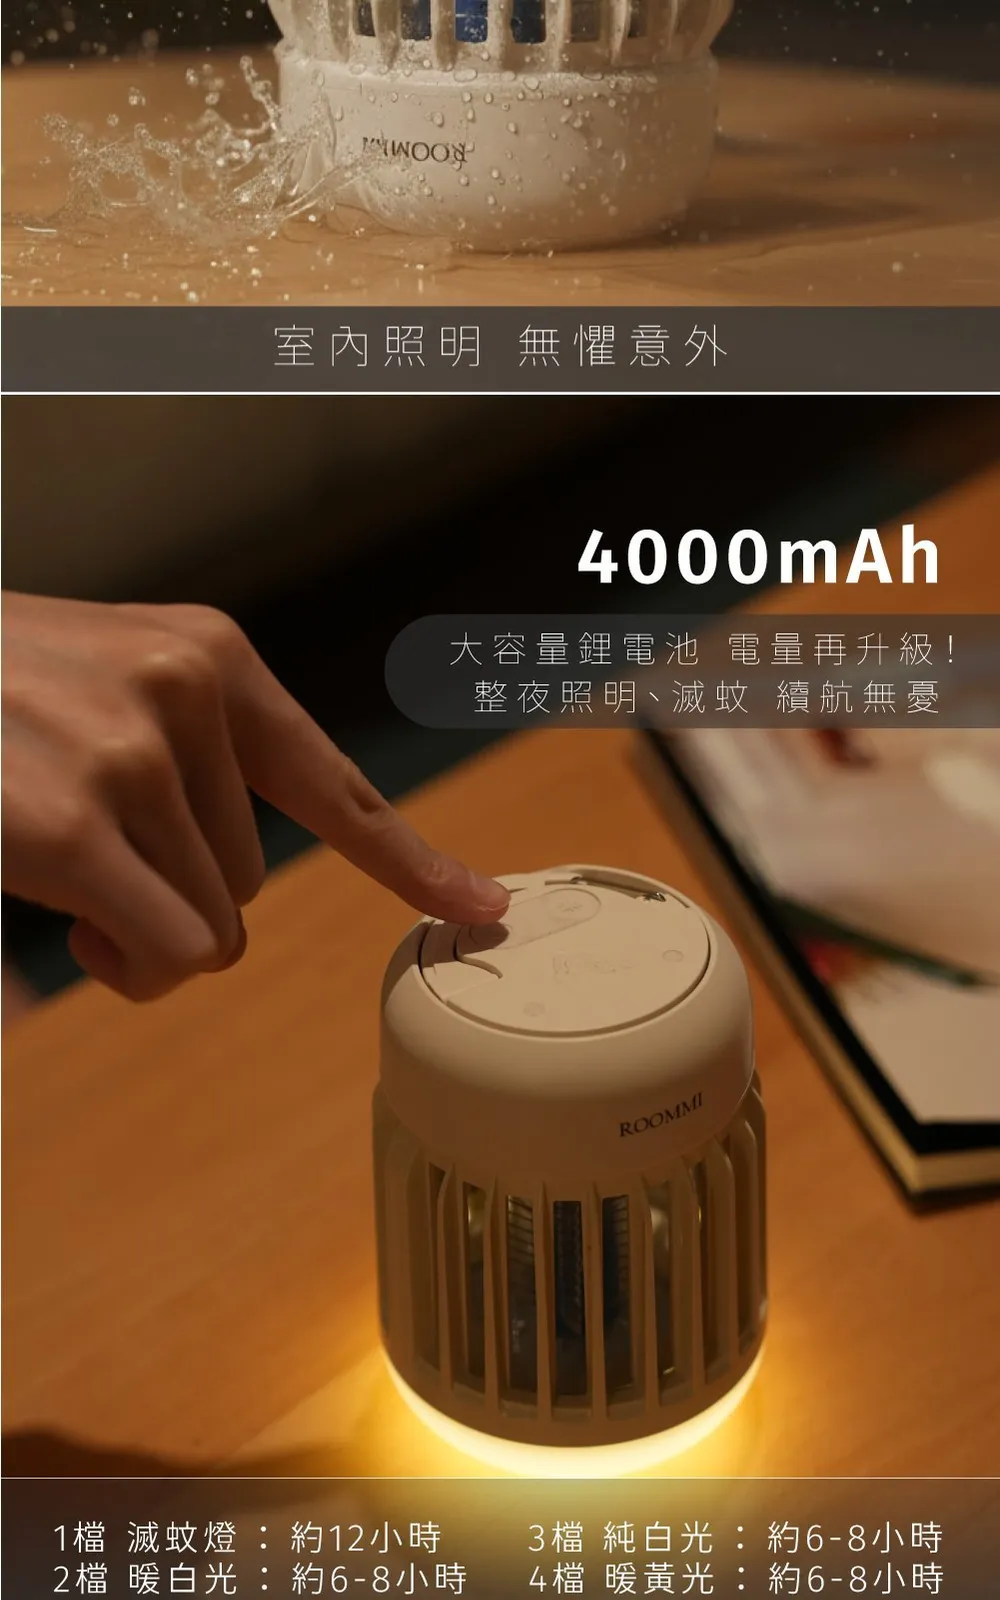 ROOMMI
室內照明 無懼意外
4000mAh
大容量鋰電池 電量再升級!
整夜照明、滅蚊 續航無憂
ROOMMI
1檔 滅蚊燈：約12小時
3檔 純白光：約6-8小時
2檔 暖白光：約6-8小時
4檔 暖黃光：約6-8小時